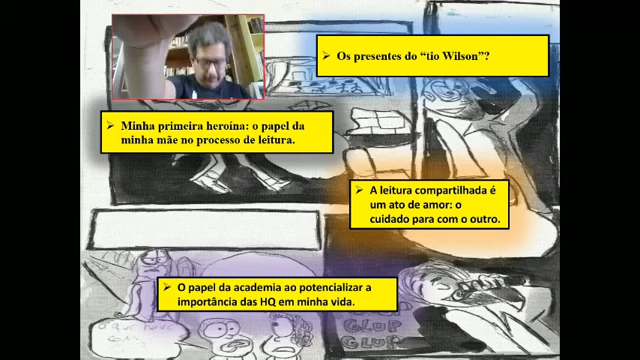 Os presentes do “tio Wilson”?
Minha primeira heroína: o papel da
minha mãe no processo de leitura.
A leitura compartilhada é
um ato de amor: o
cuidado para com o outro.
O papel da academia ao potencializar a
importância das HQ em minha vida.
GLUP
GLUP